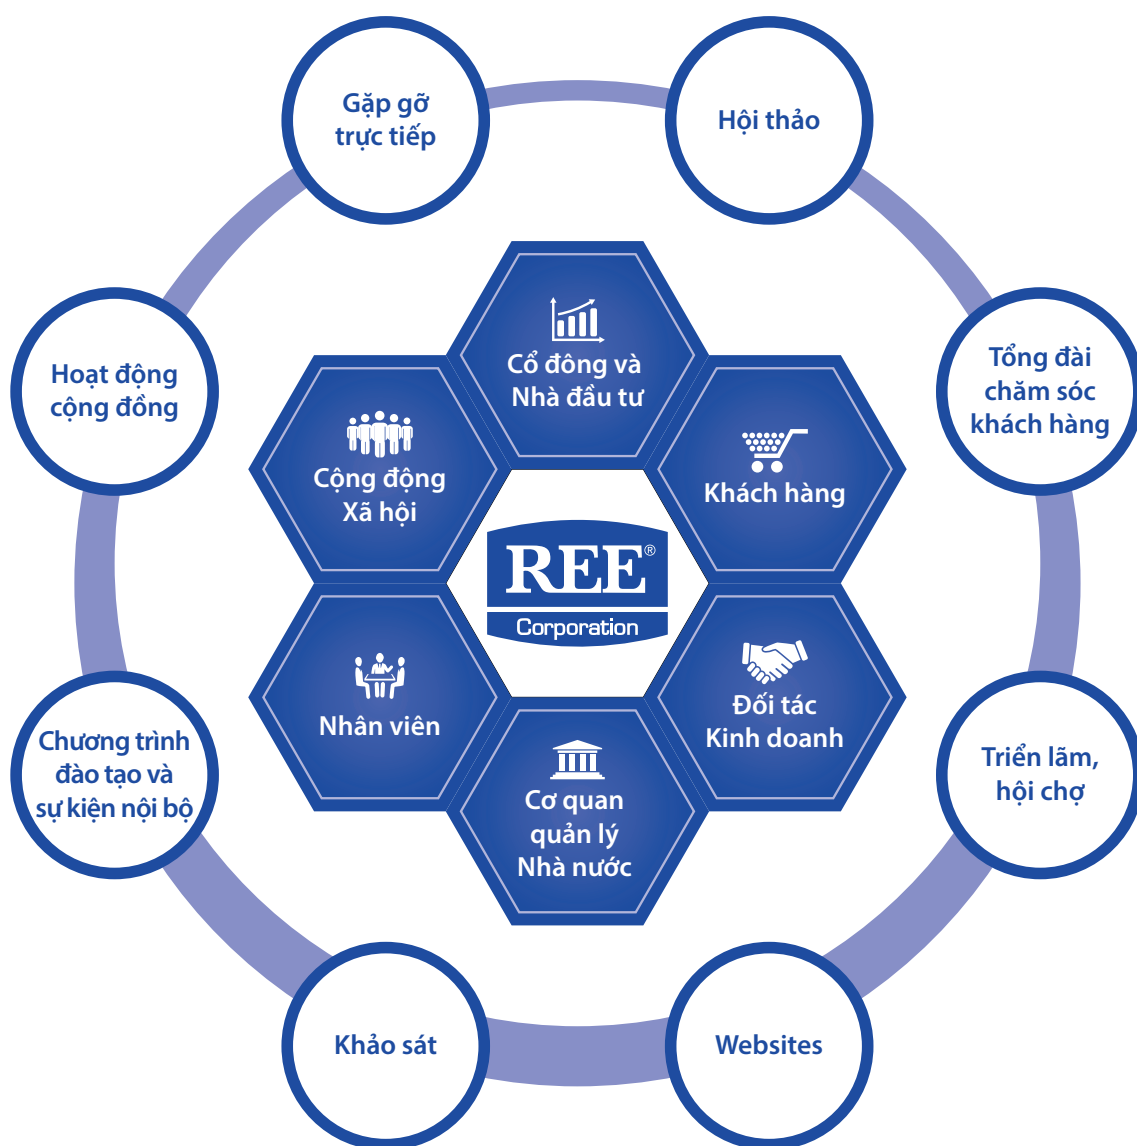 Gặp gỡ
trực tiếp
Hội thảo
Hoạt động
cộng đồng
Tổng đài
chăm sóc
khách hàng
Cổ đông và
Nhà đầu tư
Cộng động
Xã hội
Khách hàng
REE®
Corporation
Nhân viên
Đối tác
Kinh doanh
Cơ quan
quản lý
Nhà nước
Chương trình
đào tạo và
sự kiện nội bộ
Triển lãm,
hội chợ
Khảo sát
Websites